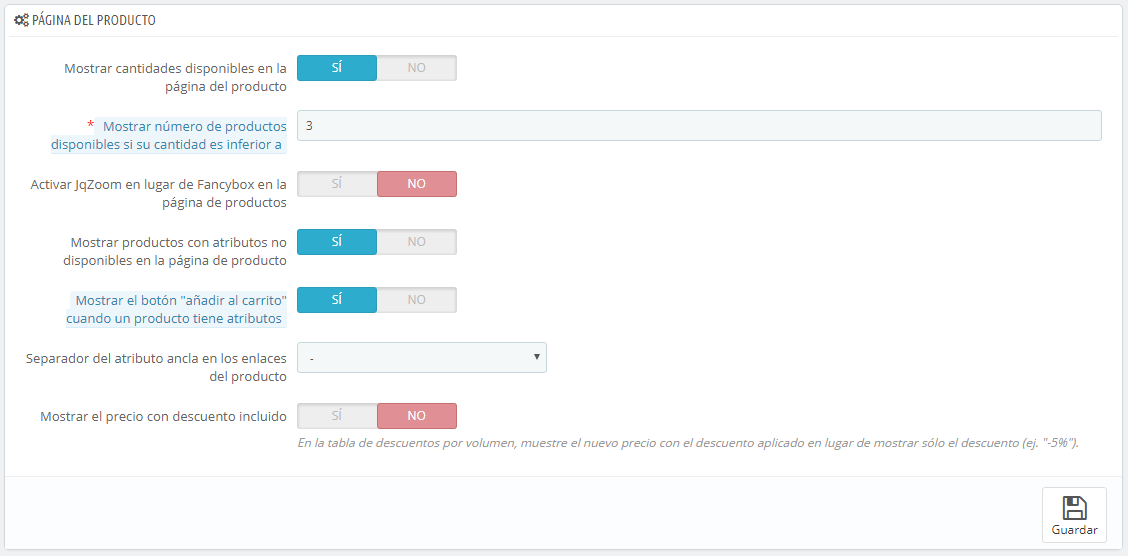 PÁGINA DEL PRODUCTO
Mostrar cantidades disponibles en la
página del producto
SÍ NO
* Mostrar número de productos
disponibles si su cantidad es inferior a
3
Activar JqZoom en lugar de Fancybox en la
página de productos
SÍ NO
Mostrar productos con atributos no
disponibles en la página de producto
SÍ NO
Mostrar el botón "añadir al carrito"
cuando un producto tiene atributos
SÍ NO
Separador del atributo ancla en los enlaces
del producto
-
Mostrar el precio con descuento incluido
SÍ NO
En la tabla de descuentos por volumen, muestre el nuevo precio con el descuento aplicado en lugar de mostrar sólo el descuento (ej. "-5%").
Guardar